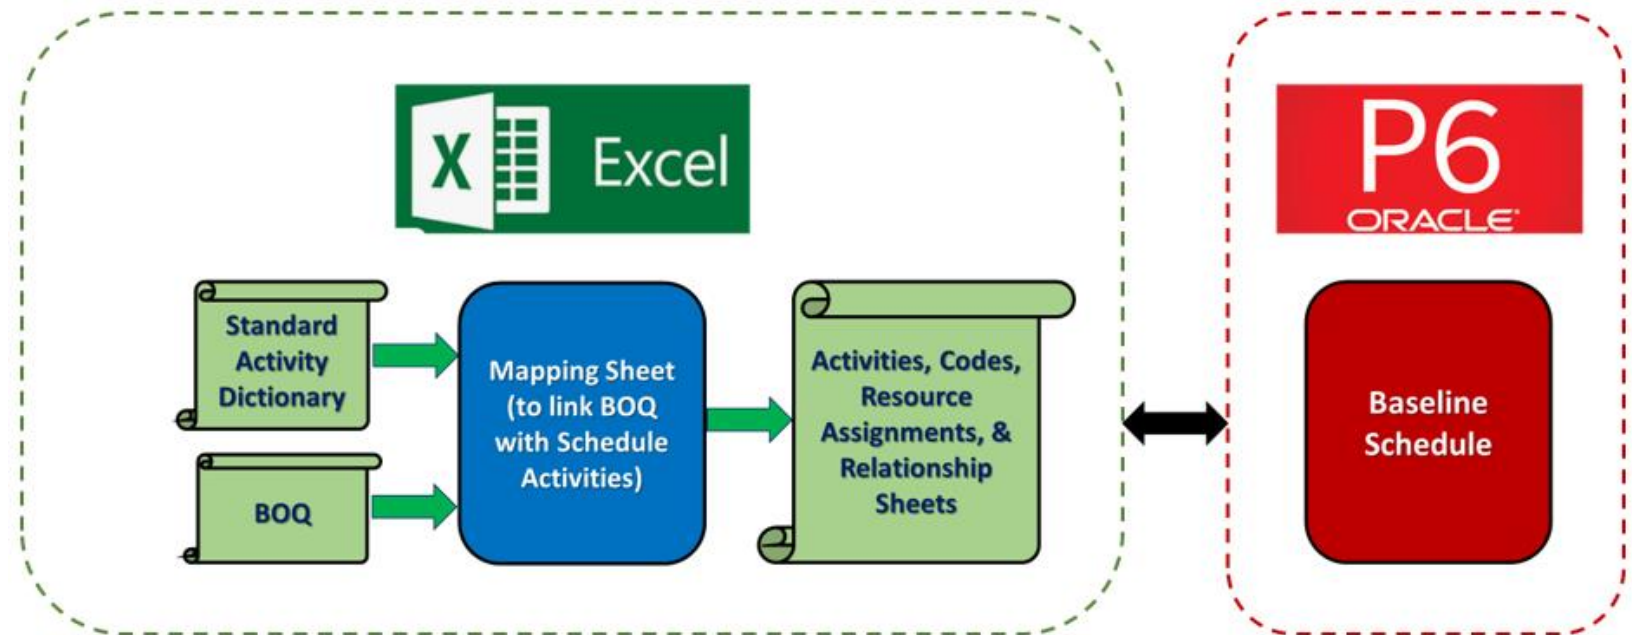 X
Excel
P6
ORACLE
Standard
Activity
Dictionary
BOQ
Mapping Sheet
(to link BOQ
with Schedule
Activities)
Activities, Codes,
Resource
Assignments, &
Relationship
Sheets
Baseline
Schedule